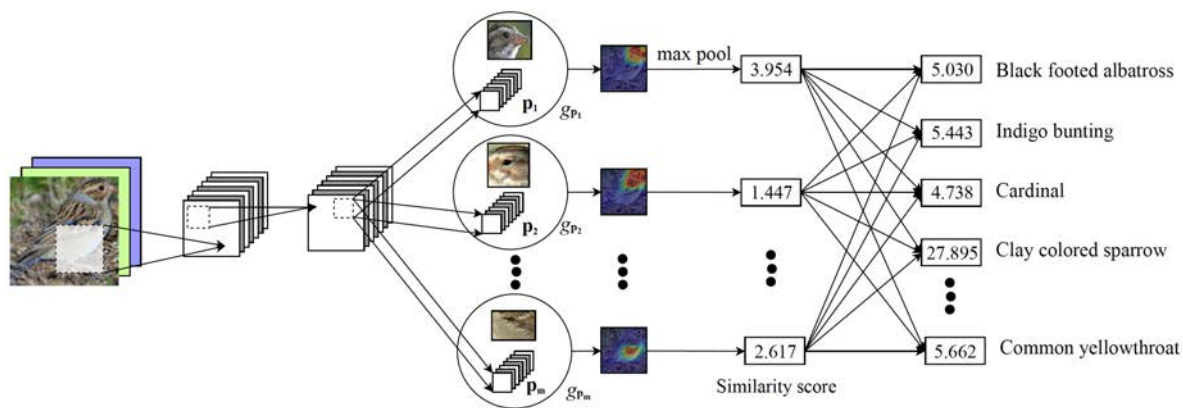 p₁
gₚ₁
max pool
3.954
5.030
Black footed albatross
5.443
Indigo bunting
p₂
gₚ₂
1.447
4.738
Cardinal
27.895
Clay colored sparrow
pₘ
gₚₘ
2.617
5.662
Common yellowthroat
Similarity score